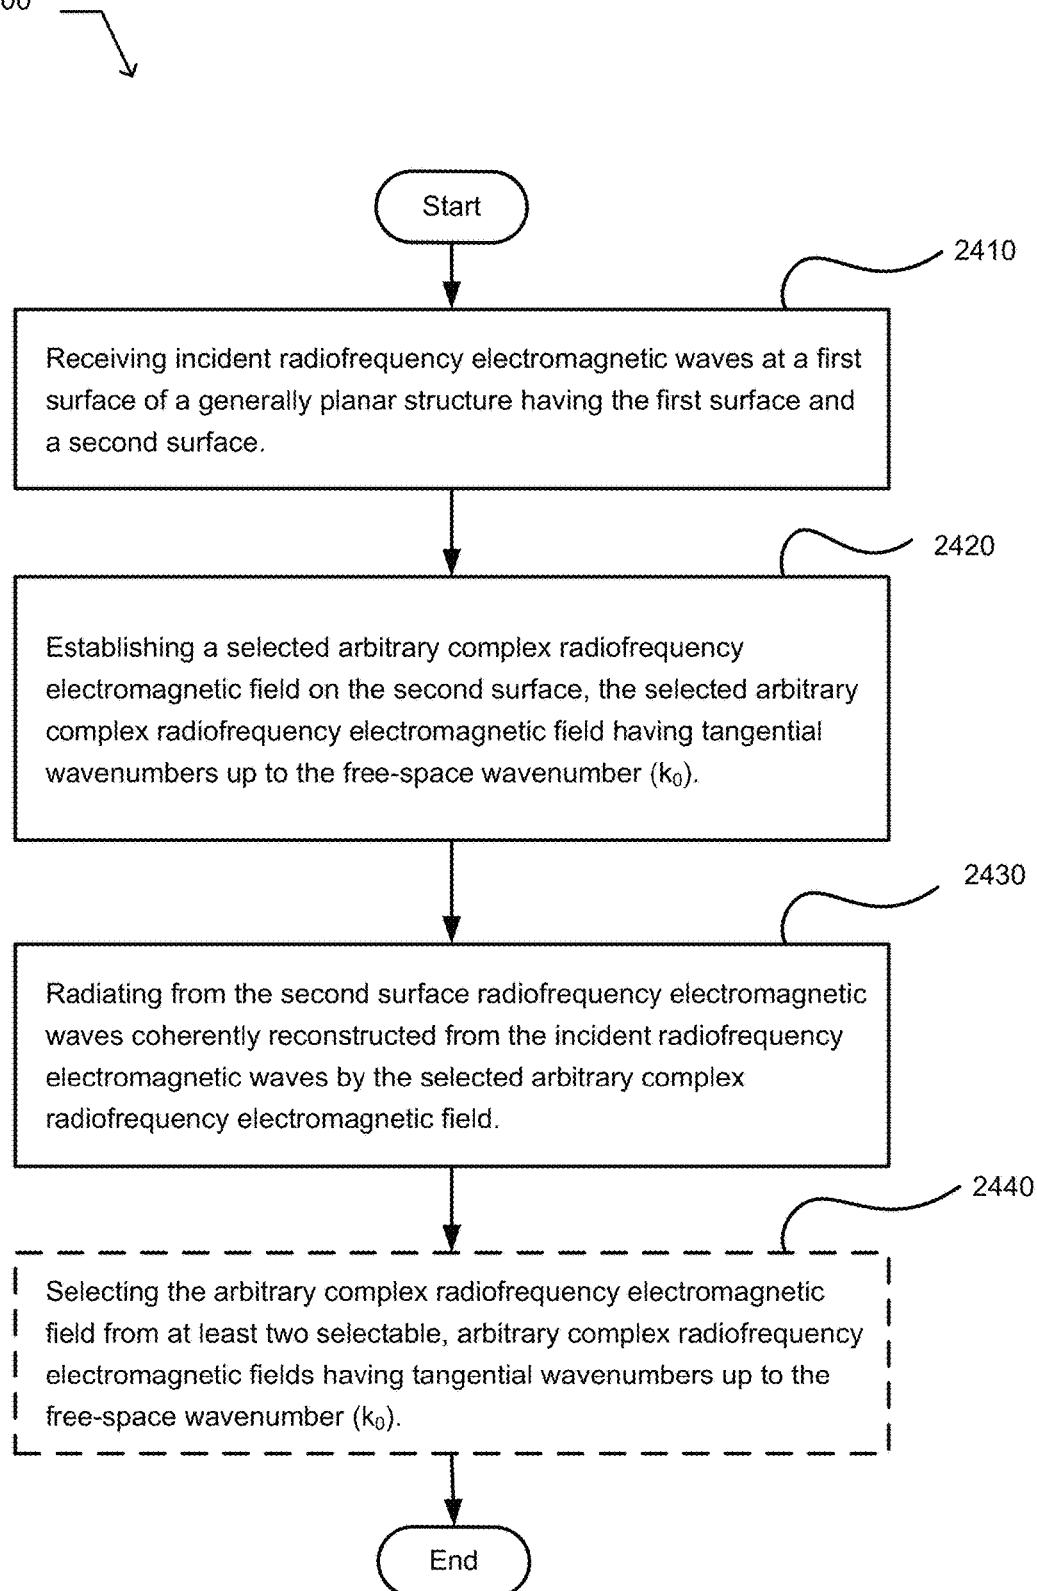 Start
2410
Receiving incident radiofrequency electromagnetic waves at a first
surface of a generally planar structure having the first surface and
a second surface.
2420
Establishing a selected arbitrary complex radiofrequency
electromagnetic field on the second surface, the selected arbitrary
complex radiofrequency electromagnetic field having tangential
wavenumbers up to the free-space wavenumber (k₀).
2430
Radiating from the second surface radiofrequency electromagnetic
waves coherently reconstructed from the incident radiofrequency
electromagnetic waves by the selected arbitrary complex
radiofrequency electromagnetic field.
2440
Selecting the arbitrary complex radiofrequency electromagnetic
field from at least two selectable, arbitrary complex radiofrequency
electromagnetic fields having tangential wavenumbers up to the
free-space wavenumber (k₀).
End